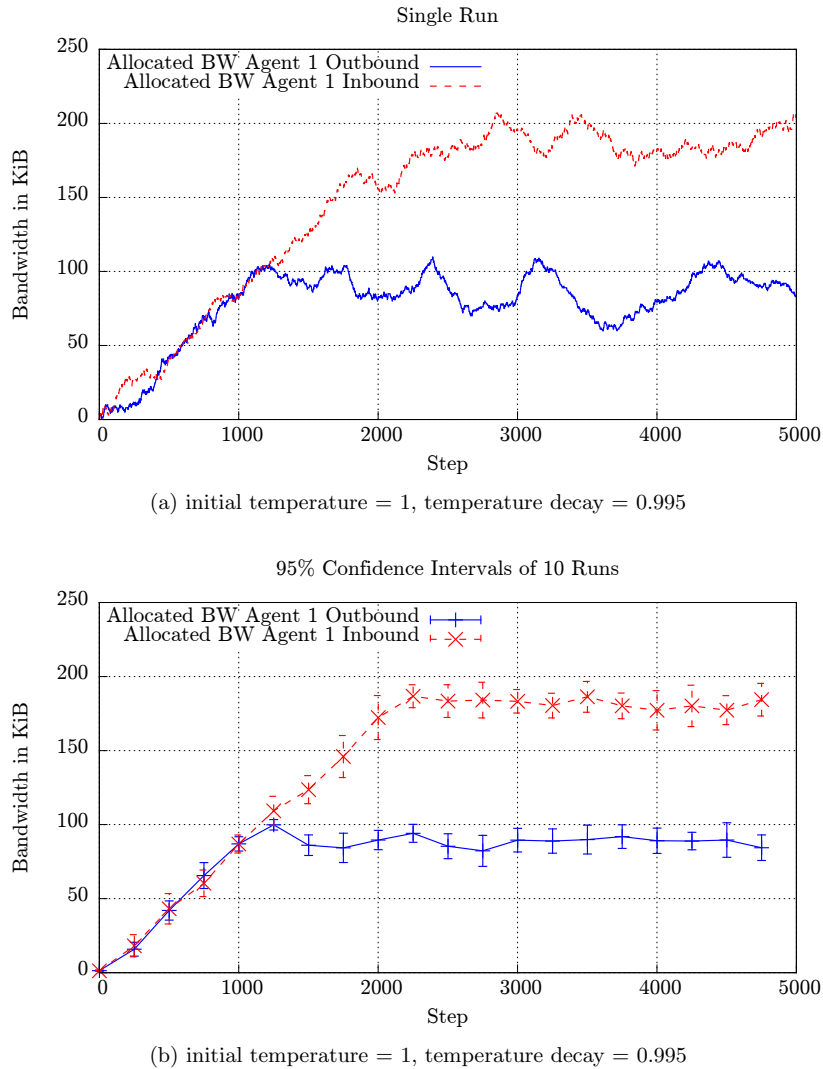 Single Run
250
200
150
100
50
0
Bandwidth in KiB
Allocated BW Agent 1 Outbound
Allocated BW Agent 1 Inbound
0 1000 2000 3000 4000 5000
Step
(a) initial temperature = 1, temperature decay = 0.995
95% Confidence Intervals of 10 Runs
250
200
150
100
50
0
Bandwidth in KiB
Allocated BW Agent 1 Outbound
Allocated BW Agent 1 Inbound
0 1000 2000 3000 4000 5000
Step
(b) initial temperature = 1, temperature decay = 0.995